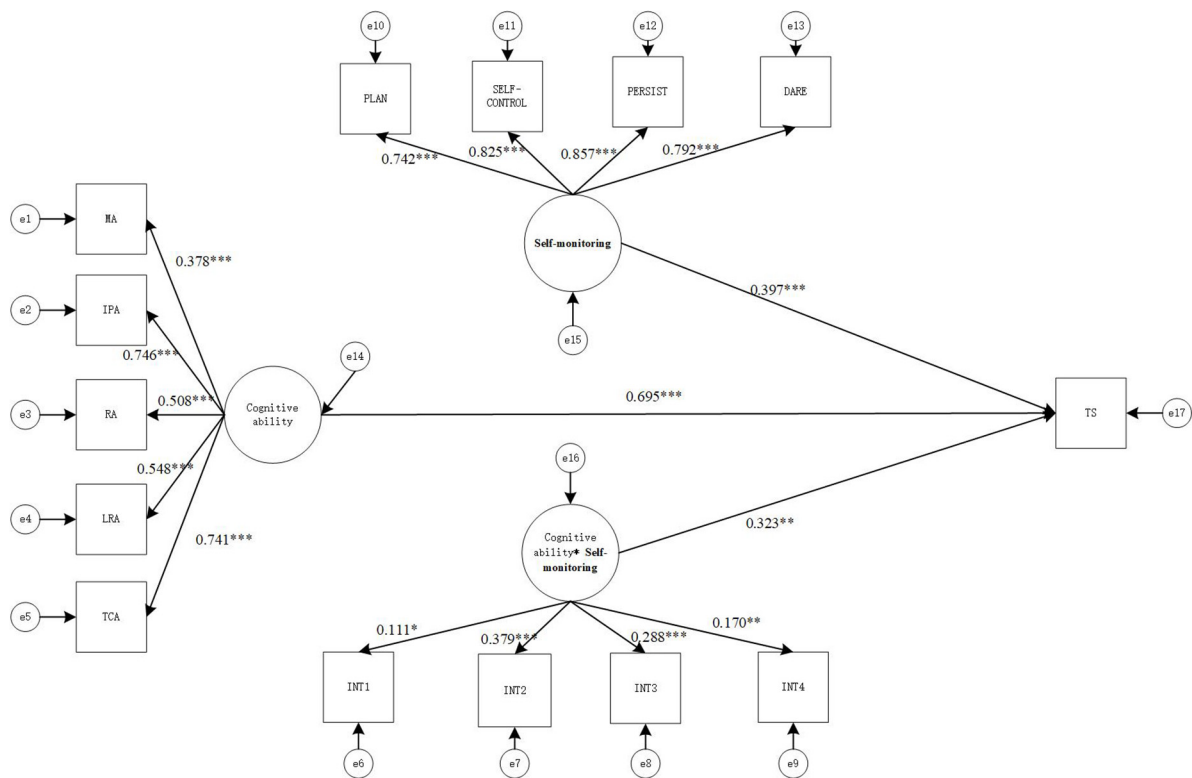 e10
e11
e12
e13
PLAN
SELF-
CONTROL
PERSIST
DARE
0.742***
0.825***
0.857***
0.792***
e1
MA
0.378***
Self-monitoring
0.397***
e2
IPA
0.746***
e15
e14
e3
RA
0.508***
Cognitive
ability
0.695***
TS
e17
0.548***
e16
e4
LRA
0.323**
0.741***
Cognitive
ability* Self-
monitoring
e5
TCA
0.111*
0.379***
0.288***
0.170**
INT1
INT2
INT3
INT4
e6
e7
e8
e9